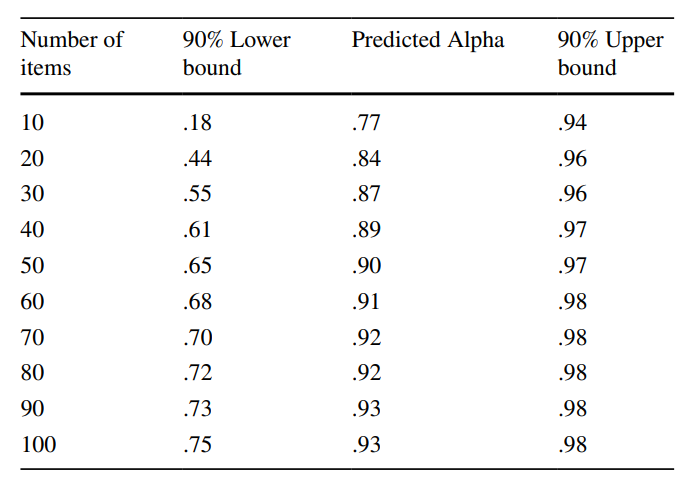 Number of items 90% Lower bound Predicted Alpha 90% Upper bound
10 .18 .77 .94
20 .44 .84 .96
30 .55 .87 .96
40 .61 .89 .97
50 .65 .90 .97
60 .68 .91 .98
70 .70 .92 .98
80 .72 .92 .98
90 .73 .93 .98
100 .75 .93 .98